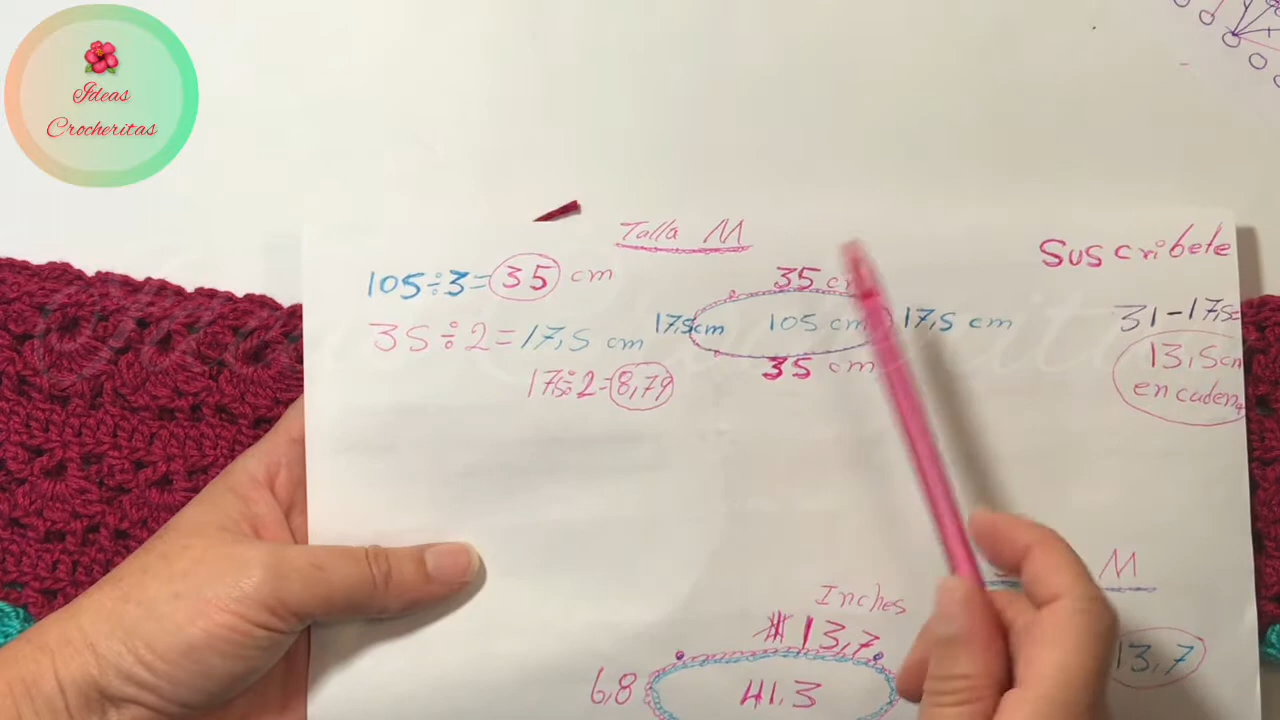 Ideas
Crocheritas
Talla M
Suscribete
105÷3=35 cm
35 cm
35÷2=17,5 cm
17,5cm
105 cm
17,5 cm
31-17,5=
17,5÷2=8,79
35 cm
13,5cm
en cadena
M
Inches
13,7
13,7
6,8
41.3